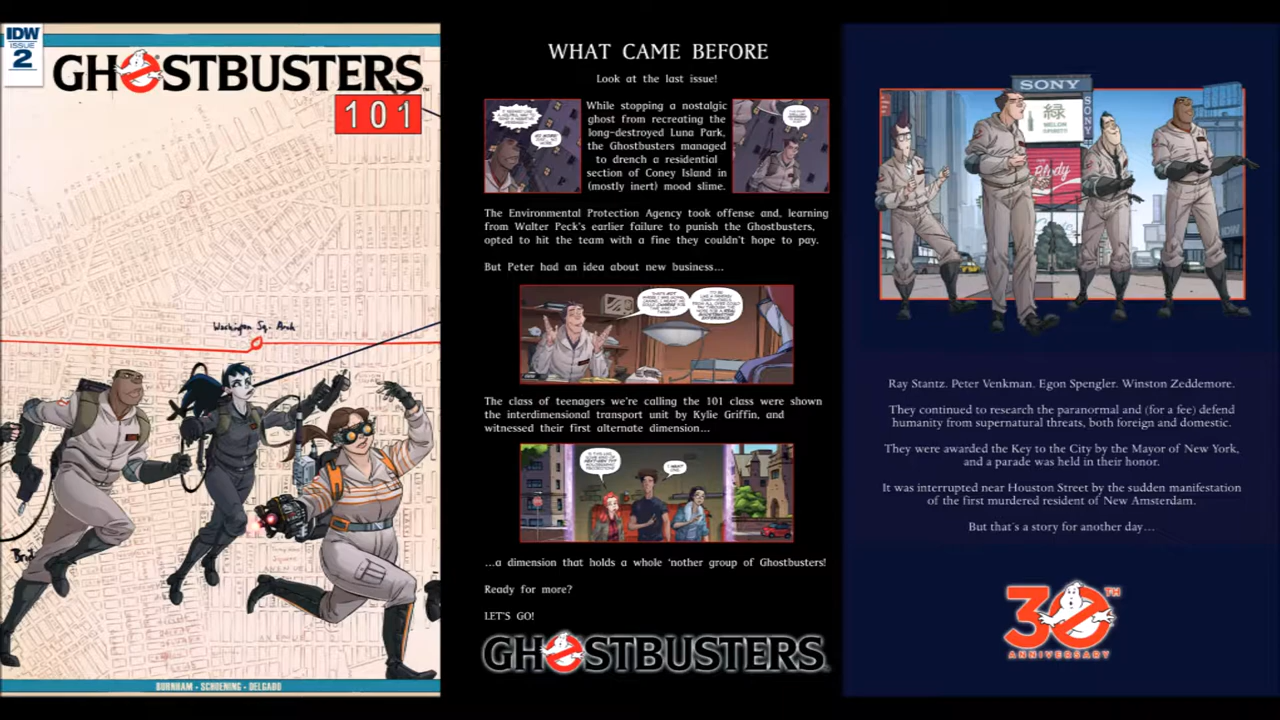 IDW
ISSUE
2
GHOSTBUSTERS
101
Washington Sq. Arch
BURNHAM • SCHOENING • DELGADO
WHAT CAME BEFORE
Look at the last issue!
While stopping a nostalgic
ghost from recreating the
long-destroyed Luna Park,
the Ghostbusters managed
to drench a residential
section of Coney Island in
(mostly inert) mood slime.
The Environmental Protection Agency took offense and, learning
from Walter Peck's earlier failure to punish the Ghostbusters,
opted to hit the team with a fine they couldn't hope to pay.
But Peter had an idea about new business...
The class of teenagers we're calling the 101 class were shown
the interdimensional transport unit by Kylie Griffin, and
witnessed their first alternate dimension...
I WANT
ONE.
...a dimension that holds a whole 'nother group of Ghostbusters!
Ready for more?
LET'S GO!
GHOSTBUSTERS
SONY
SONY
緑
MELON
Bloody
IDW
Ray Stantz. Peter Venkman. Egon Spengler. Winston Zeddemore.
They continued to research the paranormal and (for a fee) defend
humanity from supernatural threats, both foreign and domestic.
They were awarded the Key to the City by the Mayor of New York,
and a parade was held in their honor.
It was interrupted near Houston Street by the sudden manifestation
of the first murdered resident of New Amsterdam.
But that's a story for another day...
30TH
ANNIVERSARY